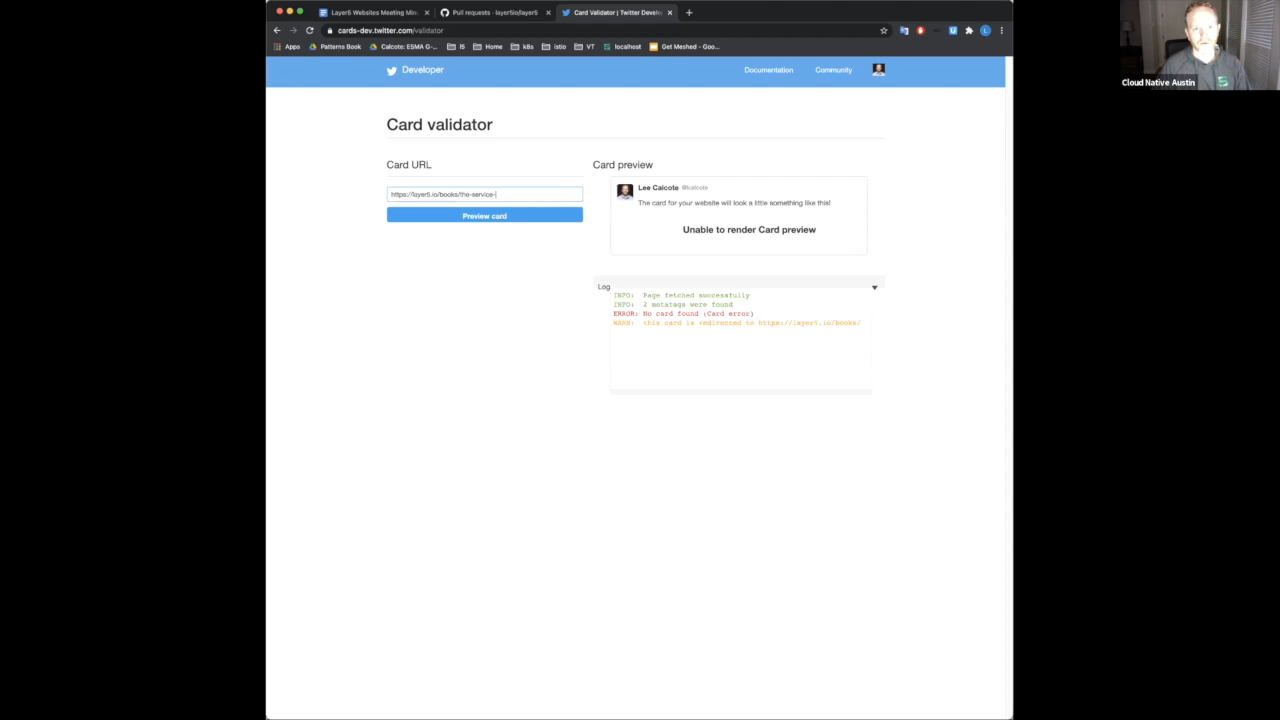 Layer5 Websites Meeting Min
Pull requests · layer5io/layer5
Card Validator | Twitter Develo
cards-dev.twitter.com/validator
Apps
Patterns Book
Calcote: ESMA G-...
l5
Home
k8s
istio
VT
localhost
Get Meshed - Goo...
Developer
Documentation
Community
Cloud Native Austin
Card validator
Card URL
Card preview
https://layer5.io/books/the-service-
Preview card
Lee Calcote @lcalcote
The card for your website will look a little something like this!
Unable to render Card preview
Log
INFO: Page fetched successfully
INFO: 2 metatags were found
ERROR: No card found (Card error)
WARN: this card is redirected to https://layer5.io/books/